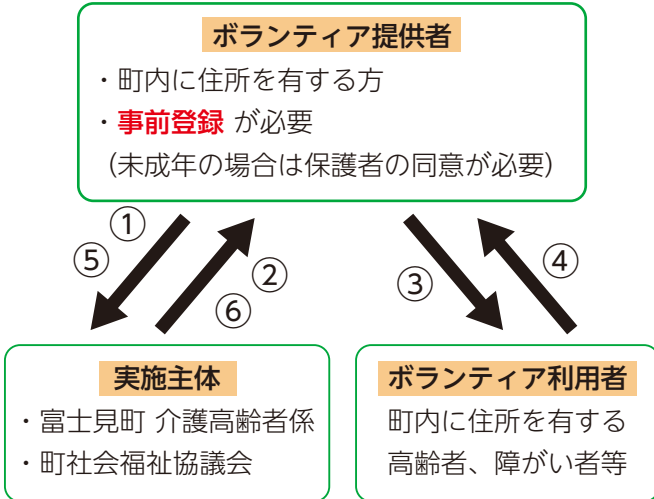 ボランティア提供者
・町内に住所を有する方
・事前登録 が必要
(未成年の場合は保護者の同意が必要)
①
⑤
②
⑥
③
④
実施主体
・富士見町 介護高齢者係
・町社会福祉協議会
ボランティア利用者
町内に住所を有する
高齢者、障がい者等